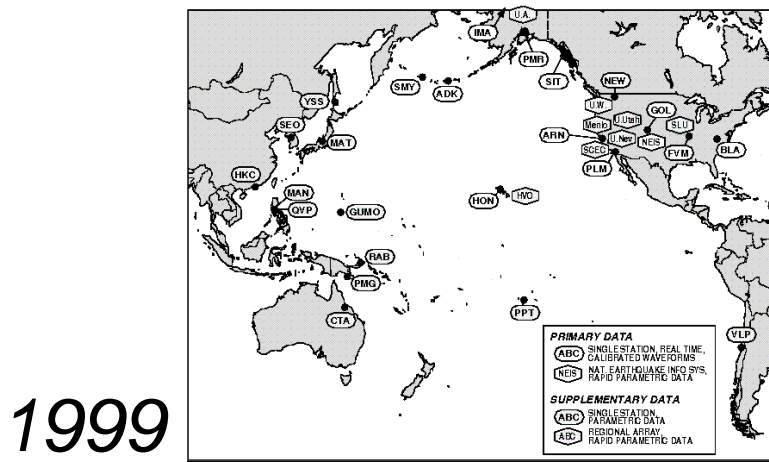 U.A.
IMA
PMR
SIT
SMY
ADK
NEW
YSS
U.W.
GOL
SEO
Menlo
U.Utah
SLU
MAT
ARN
U.Nev
NEIS
BLA
SCEC
FVM
PLM
HKC
MAN
QVP
GUMO
HON
HVO
RAB
PMG
CTA
PPT
VLP
PRIMARY DATA
ABC SINGLE STATION, REAL TIME,
CALIBRATED WAVEFORMS
NEIS NAT. EARTHQUAKE INFO SYS,
RAPID PARAMETRIC DATA
SUPPLEMENTARY DATA
ABC SINGLE STATION,
PARAMETRIC DATA
ABC REGIONAL ARRAY,
RAPID PARAMETRIC DATA
1999